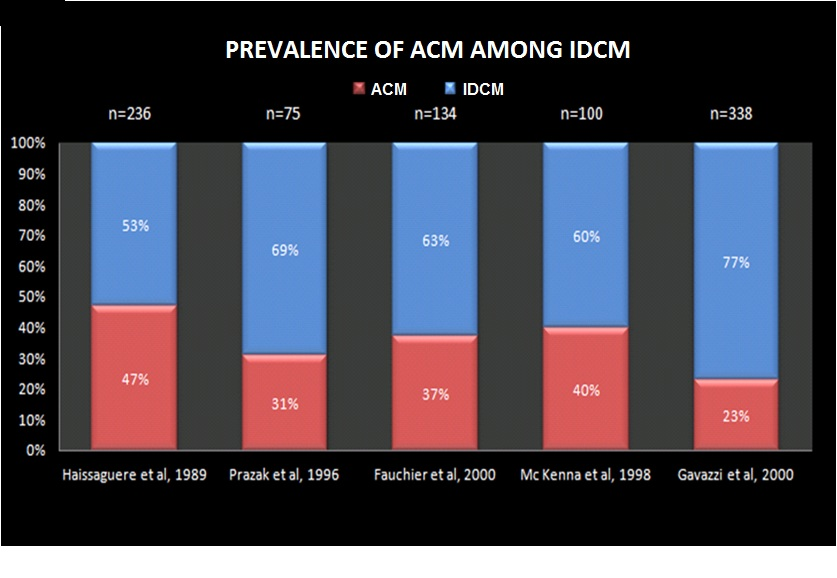 PREVALENCE OF ACM AMONG IDCM
ACM IDCM
n=236 n=75 n=134 n=100 n=338
100%
90%
80%
70%
60%
50%
40%
30%
20%
10%
0%
53% 69% 63% 60% 77%
47% 31% 37% 40% 23%
Haissaguere et al, 1989 Prazak et al, 1996 Fauchier et al, 2000 Mc Kenna et al, 1998 Gavazzi et al, 2000